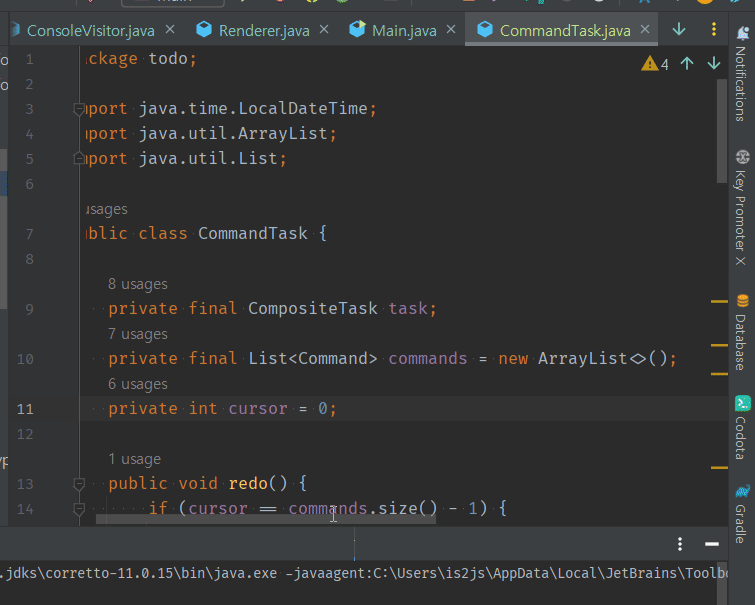 ConsoleVisitor.java Renderer.java Main.java CommandTask.java
1 ckage todo;
4
2
3 port java.time.LocalDateTime;
4 port java.util.ArrayList;
5 port java.util.List;
6
usages
7 blic class CommandTask {
8
8 usages
9 private final CompositeTask task;
7 usages
10 private final List<Command> commands = new ArrayList<>();
6 usages
11 private int cursor = 0;
12
1 usage
13 public void redo() {
14 if (cursor == commands.size() - 1) {
.jdks\corretto-11.0.15\bin\java.exe -javaagent:C:\Users\is2js\AppData\Local\JetBrains\Toolb
Notifications
Key Promoter X
Database
Codota
Gradle